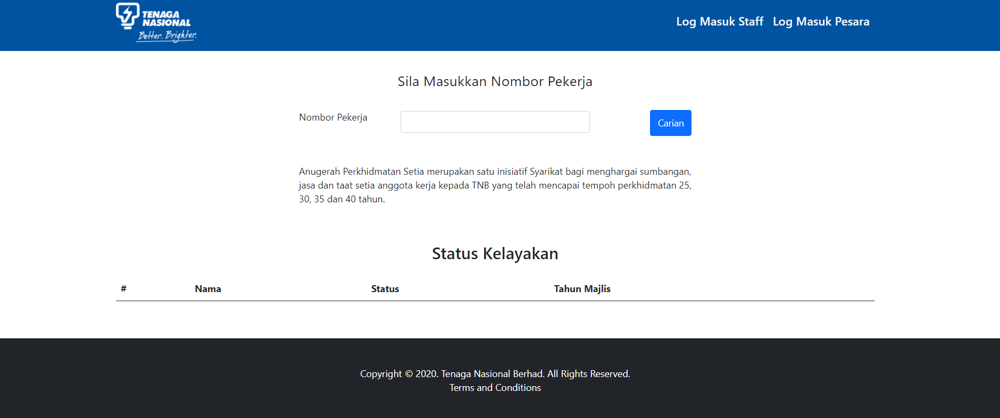 TENAGA
NASIONAL
Better. Brighter.
Log Masuk Staff Log Masuk Pesara
Sila Masukkan Nombor Pekerja
Nombor Pekerja
Carian
Anugerah Perkhidmatan Setia merupakan satu inisiatif Syarikat bagi menghargai sumbangan,
jasa dan taat setia anggota kerja kepada TNB yang telah mencapai tempoh perkhidmatan 25,
30, 35 dan 40 tahun.
Status Kelayakan
# Nama Status Tahun Majlis
Copyright © 2020. Tenaga Nasional Berhad. All Rights Reserved.
Terms and Conditions